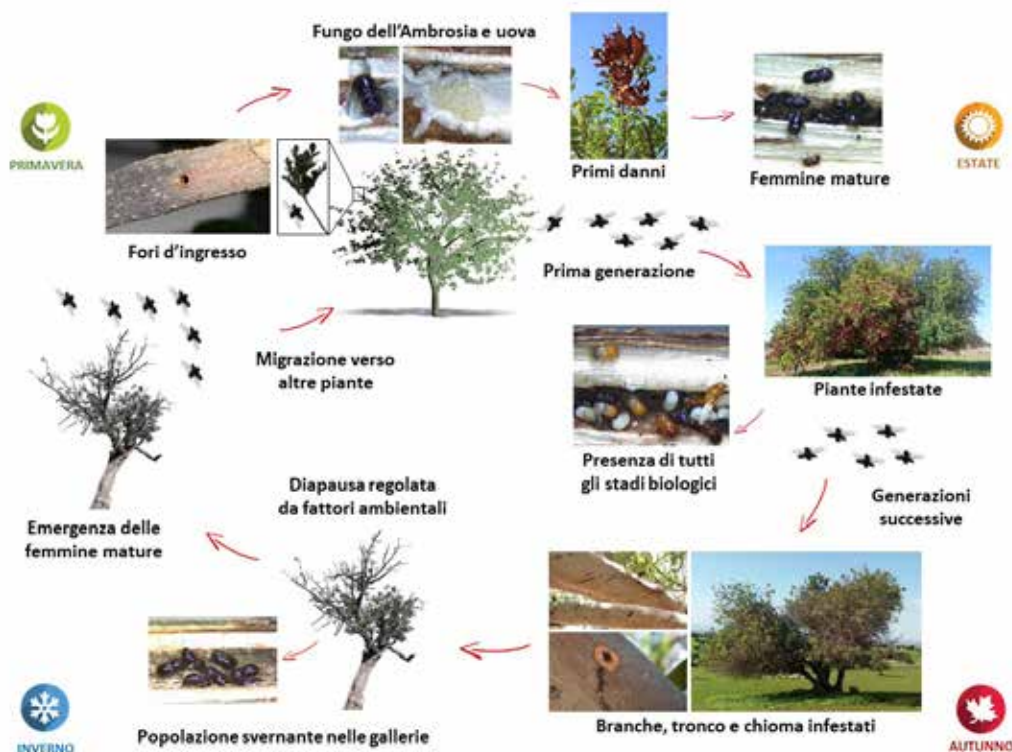 Fungo dell'Ambrosia e uova
PRIMAVERA
ESTATE
Primi danni
Femmine mature
Fori d'ingresso
Prima generazione
Migrazione verso
altre piante
Piante infestate
Presenza di tutti
gli stadi biologici
Diapausa regolata
da fattori ambientali
Generazioni
successive
Emergenza delle
femmine mature
Branche, tronco e chioma infestati
Popolazione svernante nelle gallerie
INVERNO
AUTUNNO